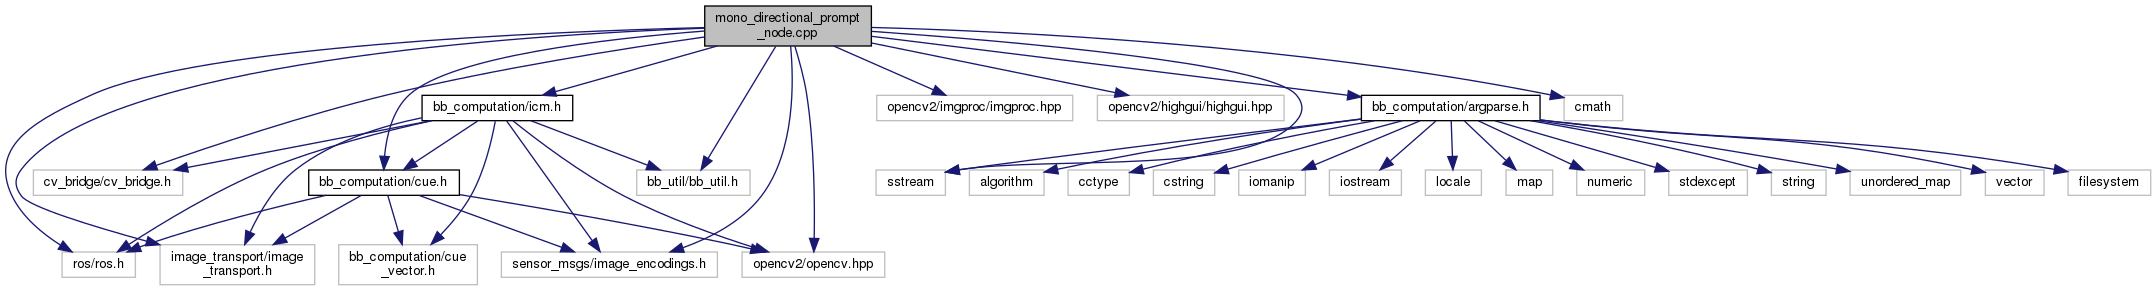 mono_directional_prompt
_node.cpp
bb_computation/icm.h
opencv2/imgproc/imgproc.hpp
opencv2/highgui/highgui.hpp
bb_computation/argparse.h
cmath
cv_bridge/cv_bridge.h
bb_computation/cue.h
bb_util/bb_util.h
sstream
algorithm
cctype
cstring
iomanip
iostream
locale
map
numeric
stdexcept
string
unordered_map
vector
filesystem
ros/ros.h
image_transport/image
_transport.h
bb_computation/cue
_vector.h
sensor_msgs/image_encodings.h
opencv2/opencv.hpp